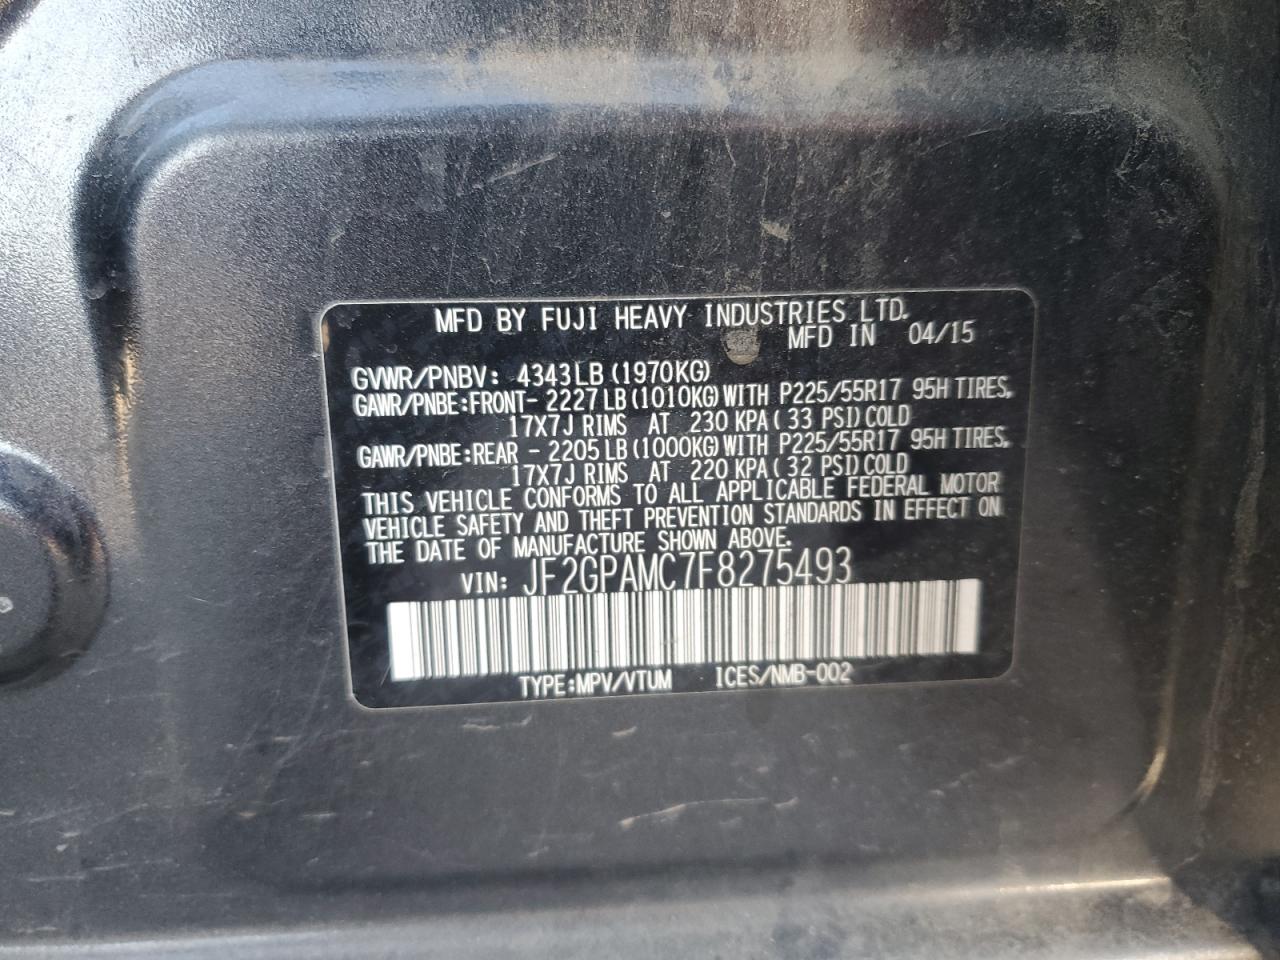 MFD BY FUJI HEAVY INDUSTRIES LTD.
MFD IN 04/15
GVWR/PNBV: 4343LB(1970KG)
GAWR/PNBE:FRONT- 2227LB(1010KG)WITH P225/55R17 95H TIRES,
17X7J RIMS AT 230 KPA(33 PSI)COLD
GAWR/PNBE:REAR - 2205LB(1000KG)WITH P225/55R17 95H TIRES,
17X7J RIMS AT 220 KPA(32 PSI)COLD
THIS VEHICLE CONFORMS TO ALL APPLICABLE FEDERAL MOTOR
VEHICLE SAFETY AND THEFT PREVENTION STANDARDS IN EFFECT ON
THE DATE OF MANUFACTURE SHOWN ABOVE.
VIN: JF2GPAMC7F8275493
TYPE:MPV/VTUM ICES/NMB-002